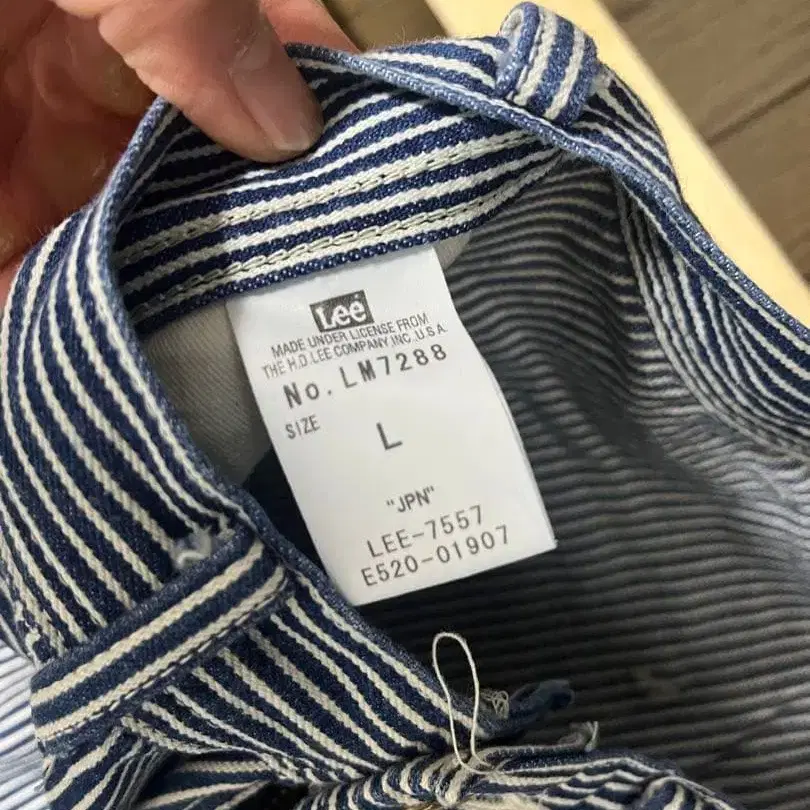 Lee
MADE UNDER LICENSE FROM
THE H.D.LEE COMPANY,INC.,U.S.A.
No. LM7288
SIZE
L
"JPN"
LEE-7557
E520-01907